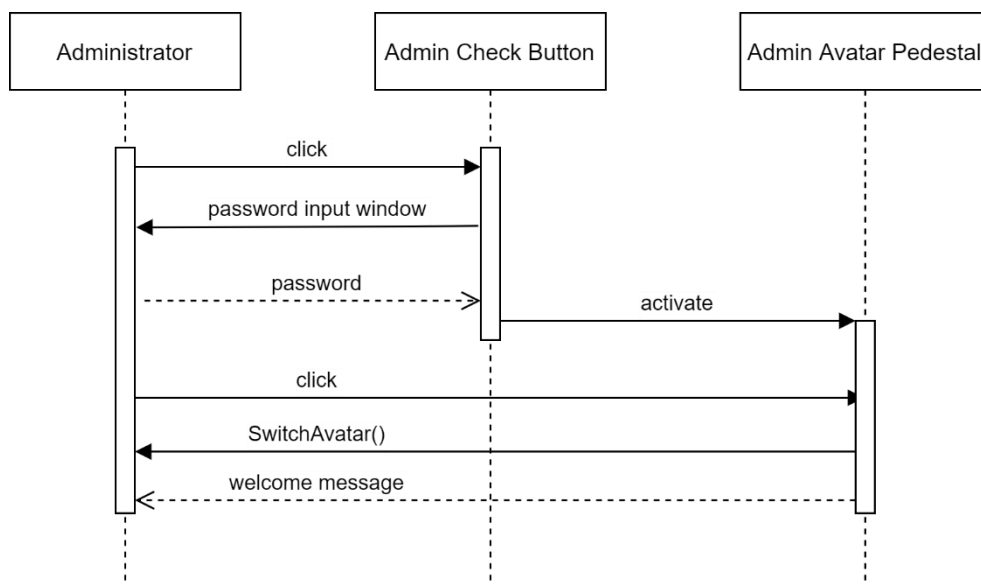 Administrator
Admin Check Button
Admin Avatar Pedestal
click
password input window
password
activate
click
SwitchAvatar()
welcome message